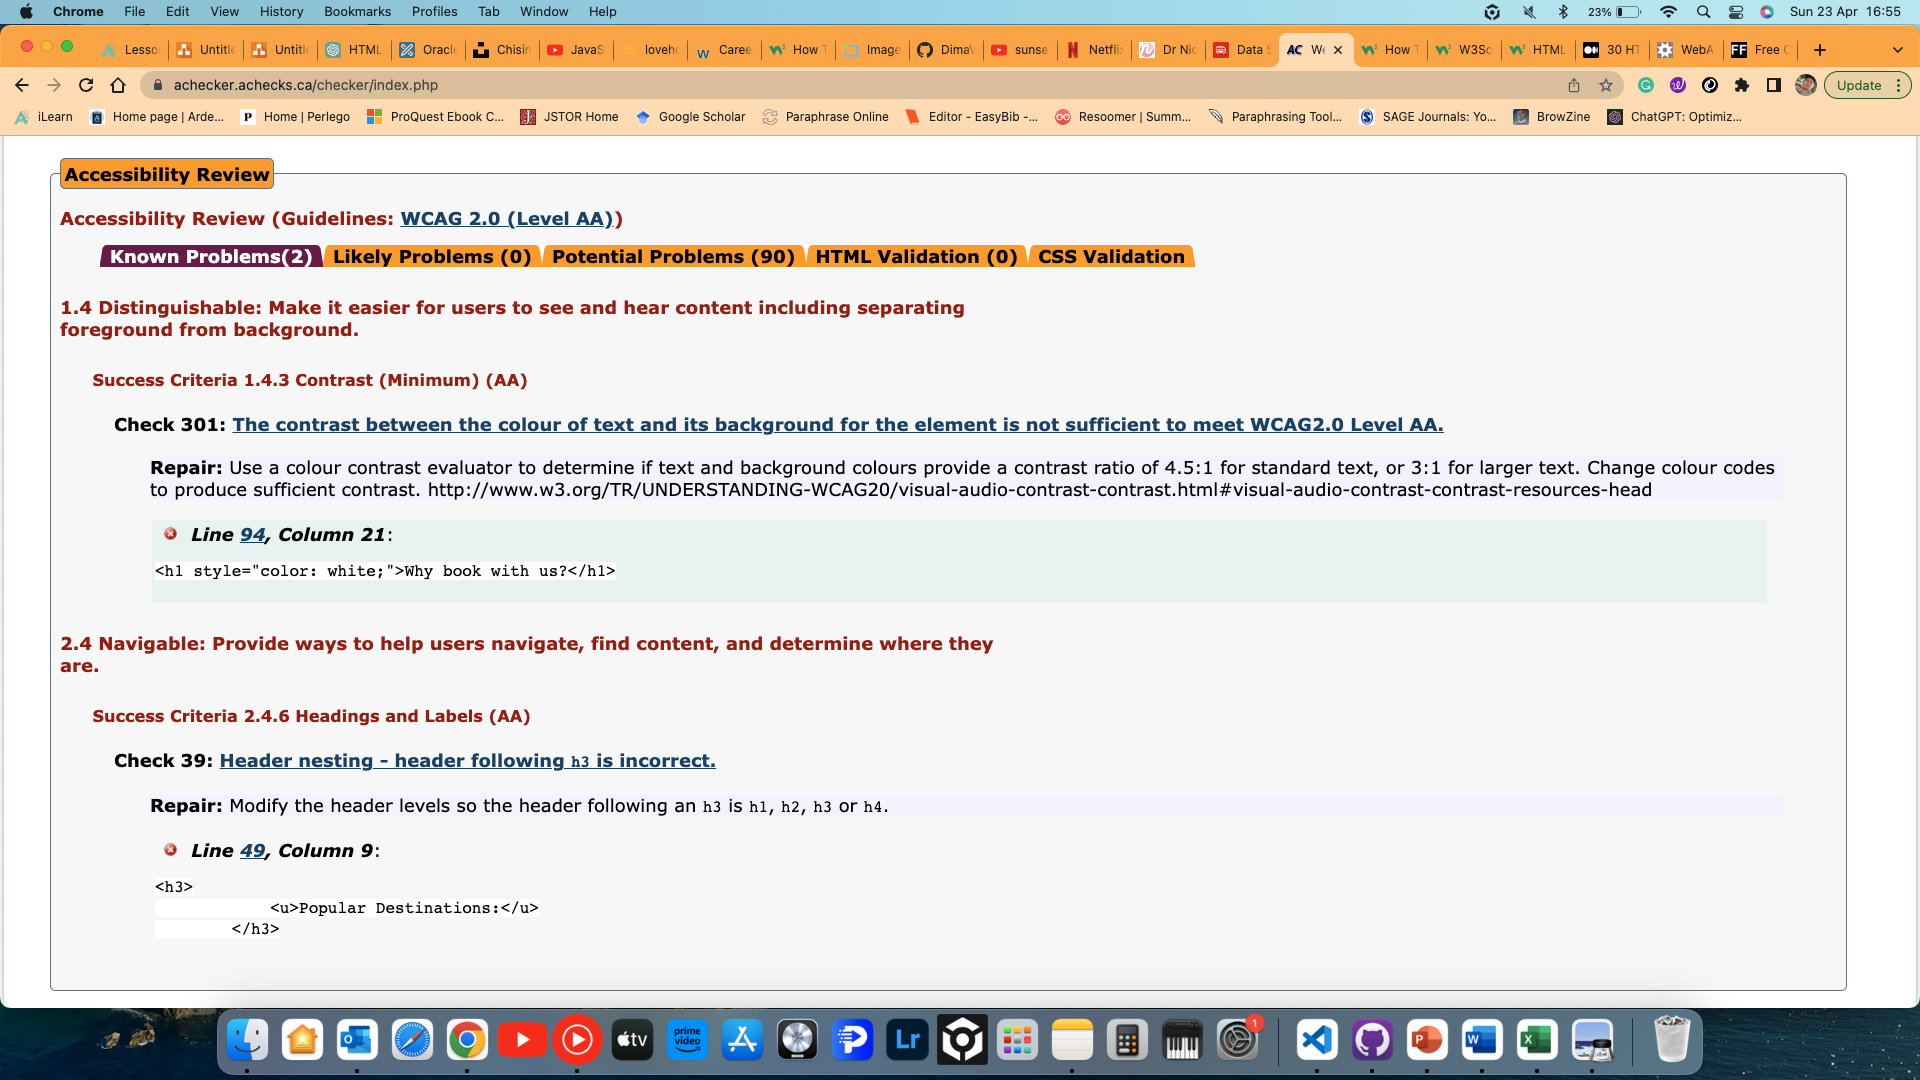 Chrome File Edit View History Bookmarks Profiles Tab Window Help 23% Sun 23 Apr 16:55
Lesso Untitle Untitle HTML Oracle Chisin JavaS loveho Caree How T Image DimaV sunse Netflix Dr Nic Data S We How T W3Sc HTML 30 HT WebA Free C
achecker.achecks.ca/checker/index.php Update
iLearn Home page | Arde... Home | Perlego ProQuest Ebook C... JSTOR Home Google Scholar Paraphrase Online Editor - EasyBib -... Resoomer | Summ... Paraphrasing Tool... SAGE Journals: Yo... BrowZine ChatGPT: Optimiz...
Accessibility Review
Accessibility Review (Guidelines: WCAG 2.0 (Level AA))
Known Problems(2) Likely Problems (0) Potential Problems (90) HTML Validation (0) CSS Validation
1.4 Distinguishable: Make it easier for users to see and hear content including separating
foreground from background.
Success Criteria 1.4.3 Contrast (Minimum) (AA)
Check 301: The contrast between the colour of text and its background for the element is not sufficient to meet WCAG2.0 Level AA.
Repair: Use a colour contrast evaluator to determine if text and background colours provide a contrast ratio of 4.5:1 for standard text, or 3:1 for larger text. Change colour codes
to produce sufficient contrast. http://www.w3.org/TR/UNDERSTANDING-WCAG20/visual-audio-contrast-contrast.html#visual-audio-contrast-contrast-resources-head
Line 94, Column 21:
<h1 style="color: white;">Why book with us?</h1>
2.4 Navigable: Provide ways to help users navigate, find content, and determine where they
are.
Success Criteria 2.4.6 Headings and Labels (AA)
Check 39: Header nesting - header following h3 is incorrect.
Repair: Modify the header levels so the header following an h3 is h1, h2, h3 or h4.
Line 49, Column 9:
<h3>
<u>Popular Destinations:</u>
</h3>
tv prime video Lr 1